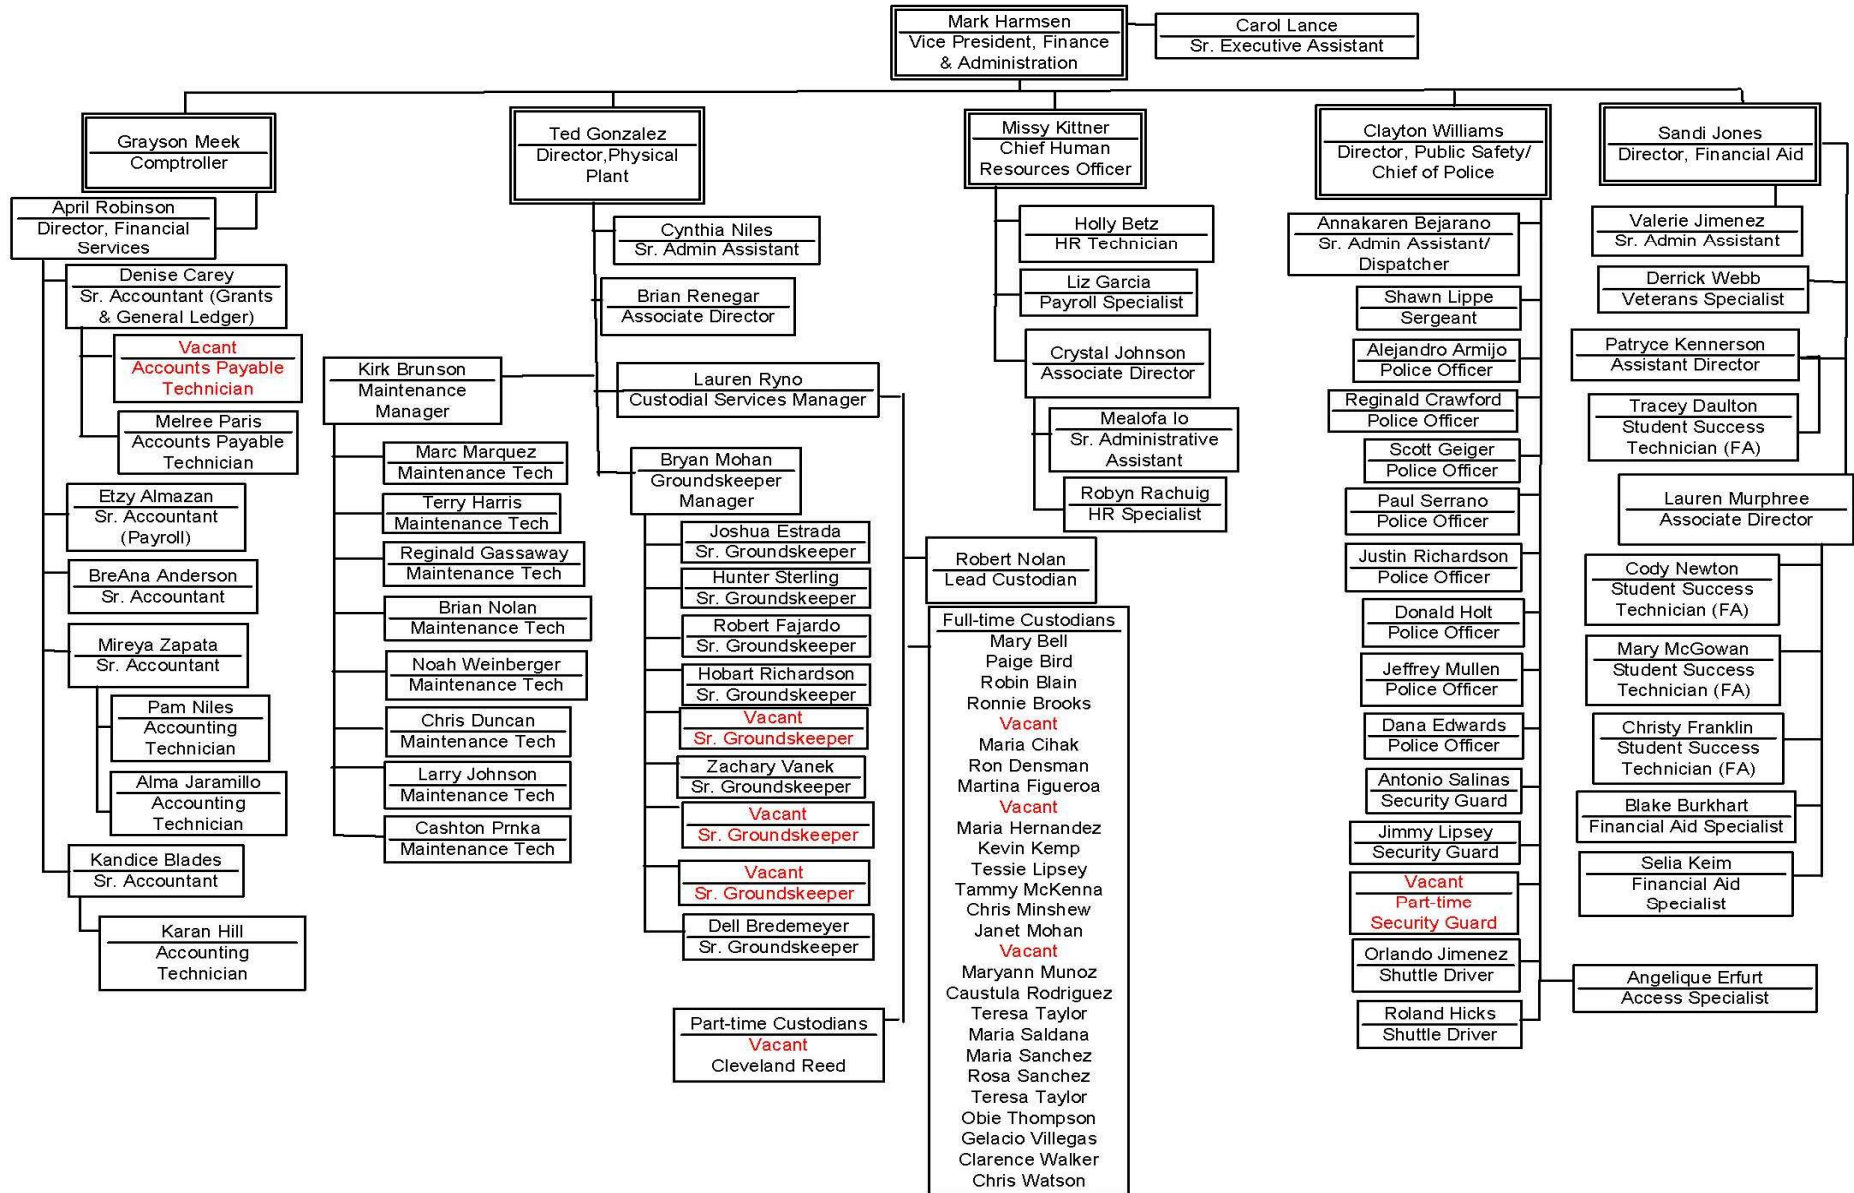 Mark Harmsen
Vice President, Finance
& Administration
Carol Lance
Sr. Executive Assistant
Grayson Meek
Comptroller
April Robinson
Director, Financial
Services
Denise Carey
Sr. Accountant (Grants
& General Ledger)
Vacant
Accounts Payable
Technician
Melree Paris
Accounts Payable
Technician
Etzy Almazan
Sr. Accountant
(Payroll)
BreAna Anderson
Sr. Accountant
Mireya Zapata
Sr. Accountant
Pam Niles
Accounting
Technician
Alma Jaramillo
Accounting
Technician
Kandice Blades
Sr. Accountant
Karan Hill
Accounting
Technician
Ted Gonzalez
Director,Physical
Plant
Cynthia Niles
Sr. Admin Assistant
Brian Renegar
Associate Director
Kirk Brunson
Maintenance
Manager
Marc Marquez
Maintenance Tech
Terry Harris
Maintenance Tech
Reginald Gassaway
Maintenance Tech
Brian Nolan
Maintenance Tech
Noah Weinberger
Maintenance Tech
Chris Duncan
Maintenance Tech
Larry Johnson
Maintenance Tech
Cashton Prnka
Maintenance Tech
Lauren Ryno
Custodial Services Manager
Bryan Mohan
Groundskeeper
Manager
Joshua Estrada
Sr. Groundskeeper
Hunter Sterling
Sr. Groundskeeper
Robert Fajardo
Sr. Groundskeeper
Hobart Richardson
Sr. Groundskeeper
Vacant
Sr. Groundskeeper
Zachary Vanek
Sr. Groundskeeper
Vacant
Sr. Groundskeeper
Vacant
Sr. Groundskeeper
Dell Bredemeyer
Sr. Groundskeeper
Robert Nolan
Lead Custodian
Full-time Custodians
Mary Bell
Paige Bird
Robin Blain
Ronnie Brooks
Vacant
Maria Cihak
Ron Densman
Martina Figueroa
Vacant
Maria Hernandez
Kevin Kemp
Tessie Lipsey
Tammy McKenna
Chris Minshew
Janet Mohan
Vacant
Maryann Munoz
Caustula Rodriguez
Teresa Taylor
Maria Saldana
Maria Sanchez
Rosa Sanchez
Teresa Taylor
Obie Thompson
Gelacio Villegas
Clarence Walker
Chris Watson
Part-time Custodians
Vacant
Cleveland Reed
Missy Kittner
Chief Human
Resources Officer
Holly Betz
HR Technician
Liz Garcia
Payroll Specialist
Crystal Johnson
Associate Director
Mealofa Io
Sr. Administrative
Assistant
Robyn Rachuig
HR Specialist
Clayton Williams
Director, Public Safety/
Chief of Police
Annakaren Bejarano
Sr. Admin Assistant/
Dispatcher
Shawn Lippe
Sergeant
Alejandro Armijo
Police Officer
Reginald Crawford
Police Officer
Scott Geiger
Police Officer
Paul Serrano
Police Officer
Justin Richardson
Police Officer
Donald Holt
Police Officer
Jeffrey Mullen
Police Officer
Dana Edwards
Police Officer
Antonio Salinas
Security Guard
Jimmy Lipsey
Security Guard
Vacant
Part-time
Security Guard
Orlando Jimenez
Shuttle Driver
Roland Hicks
Shuttle Driver
Angelique Erfurt
Access Specialist
Sandi Jones
Director, Financial Aid
Valerie Jimenez
Sr. Admin Assistant
Derrick Webb
Veterans Specialist
Patryce Kennerson
Assistant Director
Tracey Daulton
Student Success
Technician (FA)
Lauren Murphree
Associate Director
Cody Newton
Student Success
Technician (FA)
Mary McGowan
Student Success
Technician (FA)
Christy Franklin
Student Success
Technician (FA)
Blake Burkhart
Financial Aid Specialist
Selia Keim
Financial Aid
Specialist